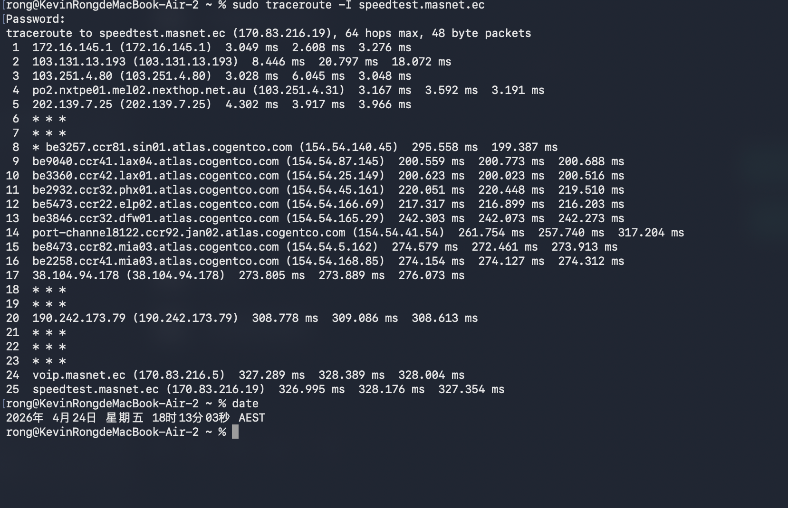 [rong@KevinRongdeMacBook-Air-2 ~ % sudo traceroute -I speedtest.masnet.ec
[Password:
traceroute to speedtest.masnet.ec (170.83.216.19), 64 hops max, 48 byte packets
1 172.16.145.1 (172.16.145.1) 3.049 ms 2.608 ms 3.276 ms
2 103.131.13.193 (103.131.13.193) 8.446 ms 20.797 ms 18.072 ms
3 103.251.4.80 (103.251.4.80) 3.028 ms 6.045 ms 3.048 ms
4 po2.nxtpe01.mel02.nexthop.net.au (103.251.4.31) 3.167 ms 3.592 ms 3.191 ms
5 202.139.7.25 (202.139.7.25) 4.302 ms 3.917 ms 3.966 ms
6 * * *
7 * * *
8 * be3257.ccr81.sin01.atlas.cogentco.com (154.54.140.45) 295.558 ms 199.387 ms
9 be9040.ccr41.lax04.atlas.cogentco.com (154.54.87.145) 200.559 ms 200.773 ms 200.688 ms
10 be3360.ccr42.lax01.atlas.cogentco.com (154.54.25.149) 200.623 ms 200.023 ms 200.516 ms
11 be2932.ccr32.phx01.atlas.cogentco.com (154.54.45.161) 220.051 ms 220.448 ms 219.510 ms
12 be5473.ccr22.elp02.atlas.cogentco.com (154.54.166.69) 217.317 ms 216.899 ms 216.203 ms
13 be3846.ccr32.dfw01.atlas.cogentco.com (154.54.165.29) 242.303 ms 242.073 ms 242.273 ms
14 port-channel8122.ccr92.jan02.atlas.cogentco.com (154.54.41.54) 261.754 ms 257.740 ms 317.204 ms
15 be8473.ccr82.mia03.atlas.cogentco.com (154.54.5.162) 274.579 ms 272.461 ms 273.913 ms
16 be2258.ccr41.mia03.atlas.cogentco.com (154.54.168.85) 274.154 ms 274.127 ms 274.312 ms
17 38.104.94.178 (38.104.94.178) 273.805 ms 273.889 ms 276.073 ms
18 * * *
19 * * *
20 190.242.173.79 (190.242.173.79) 308.778 ms 309.086 ms 308.613 ms
21 * * *
22 * * *
23 * * *
24 voip.masnet.ec (170.83.216.5) 327.289 ms 328.389 ms 328.004 ms
25 speedtest.masnet.ec (170.83.216.19) 326.995 ms 328.176 ms 327.354 ms
[rong@KevinRongdeMacBook-Air-2 ~ % date
2026年 4月24日 星期五 18时13分03秒 AEST
rong@KevinRongdeMacBook-Air-2 ~ %